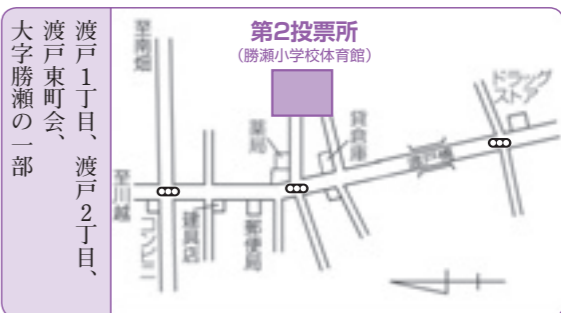 渡戸1丁目、渡戸2丁目、
渡戸東町会、
大字勝瀬の一部
第2投票所
(勝瀬小学校体育館)
至南畑
ドラッグ
ストア
薬局
貸倉庫
渡戸橋
至川越
コンビニ
建具店
郵便局